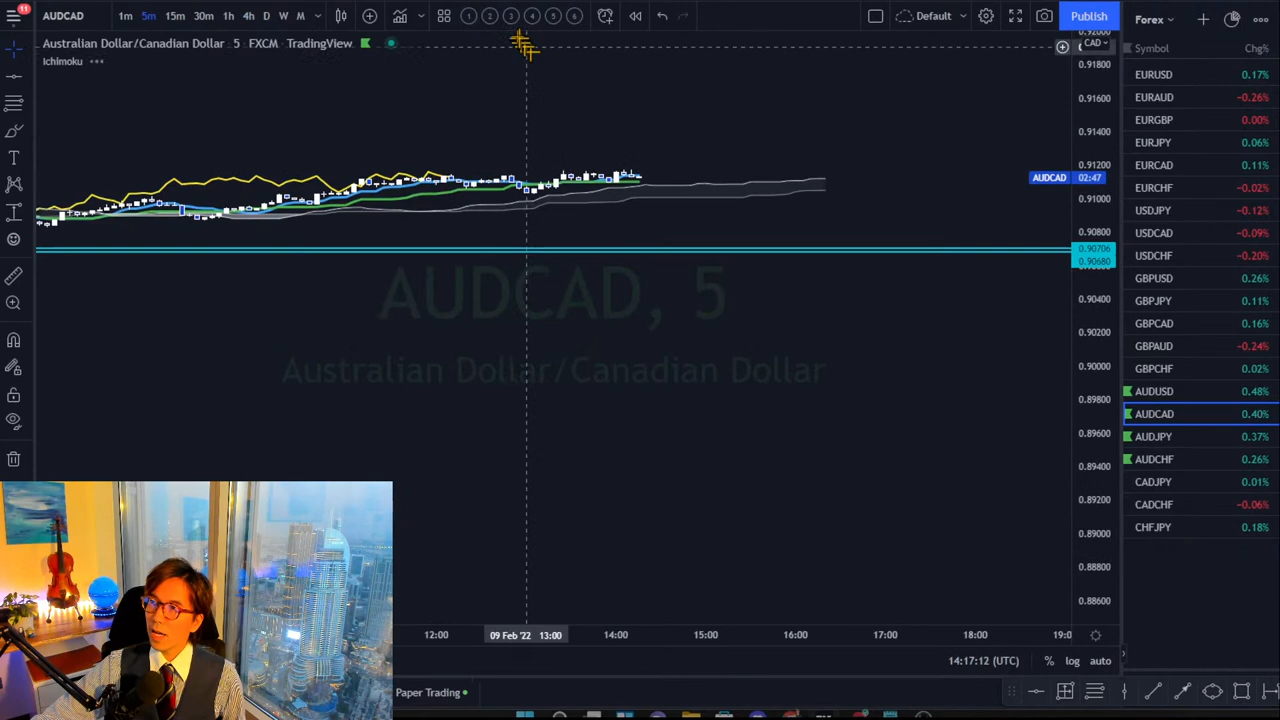 11
AUDCAD 1m 5m 15m 30m 1h 4h D W M 1 2 3 4 5 6 Default Publish
Forex
Australian Dollar/Canadian Dollar 5 FXCM TradingView
CAD
Ichimoku
Symbol Chg%
EURUSD 0.17%
EURAUD −0.26%
EURGBP 0.00%
EURJPY 0.06%
EURCAD 0.11%
EURCHF −0.02%
USDJPY −0.12%
USDCAD −0.09%
USDCHF −0.20%
GBPUSD 0.26%
GBPJPY 0.11%
GBPCAD 0.16%
GBPAUD −0.24%
GBPCHF 0.02%
AUDUSD 0.48%
AUDCAD 0.40%
AUDJPY 0.37%
AUDCHF 0.26%
CADJPY 0.01%
CADCHF −0.06%
CHFJPY 0.18%
0.91800
0.91600
0.91400
0.91200
AUDCAD 02:47
0.91000
0.90800
0.90706
0.90680
0.90400
0.90200
0.90000
0.89800
0.89600
0.89400
0.89200
0.89000
0.88800
0.88600
AUDCAD, 5
Australian Dollar/Canadian Dollar
12:00 09 Feb '22 13:00 14:00 15:00 16:00 17:00 18:00 19:0
14:17:12 (UTC) % log auto
Paper Trading